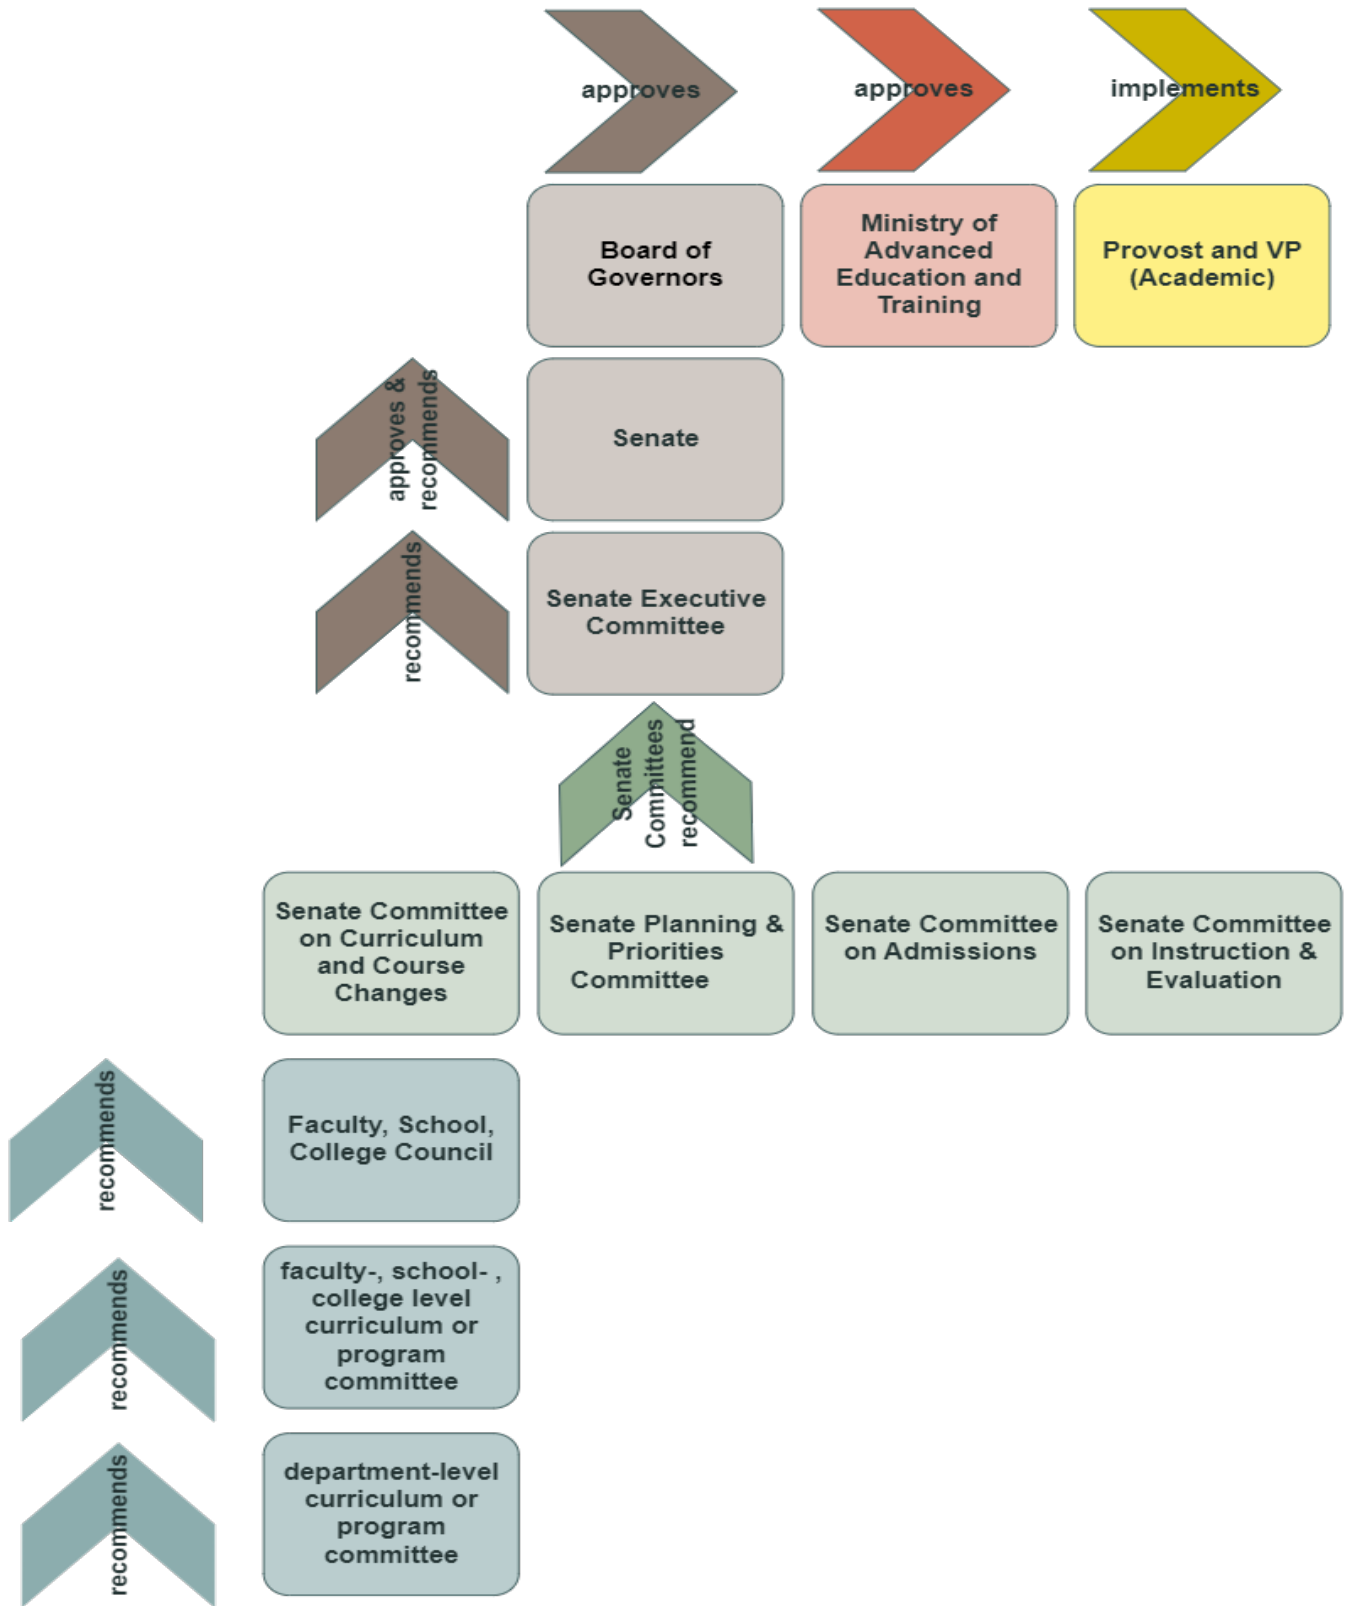 approves
approves
implements
Board of
Governors
Ministry of
Advanced
Education and
Training
Provost and VP
(Academic)
approves &
recommends
Senate
recommends
Senate Executive
Committee
Senate
Committees
recommend
Senate Committee
on Curriculum
and Course
Changes
Senate Planning &
Priorities
Committee
Senate Committee
on Admissions
Senate Committee
on Instruction &
Evaluation
recommends
Faculty, School,
College Council
recommends
faculty-, school- ,
college level
curriculum or
program
committee
recommends
department-level
curriculum or
program
committee